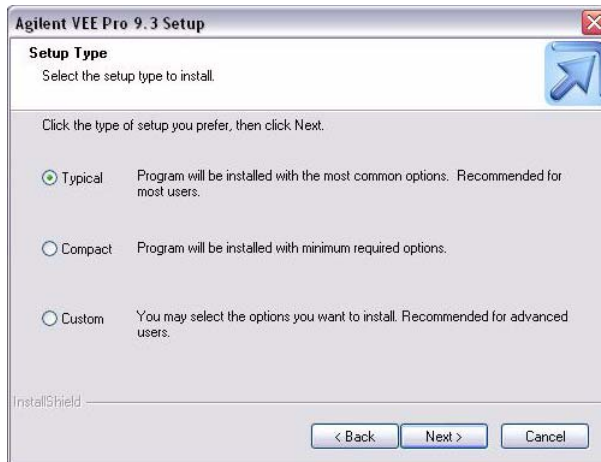 Agilent VEE Pro 9.3 Setup
Setup Type
Select the setup type to install.
Click the type of setup you prefer, then click Next.
Typical Program will be installed with the most common options. Recommended for
most users.
Compact Program will be installed with minimum required options.
Custom You may select the options you want to install. Recommended for advanced
users.
InstallShield
< Back Next > Cancel